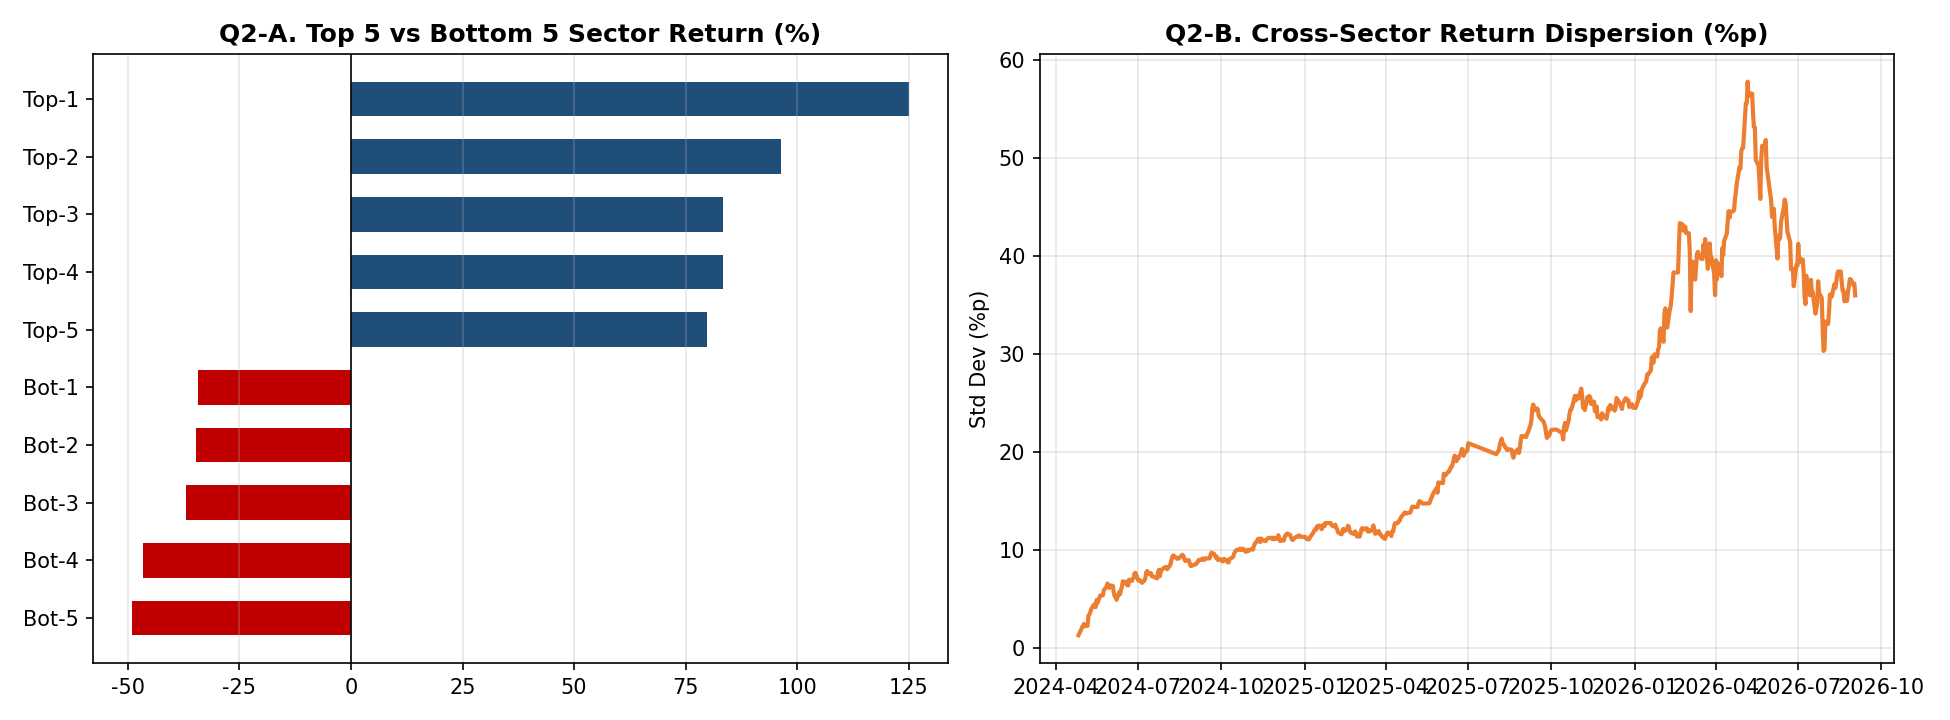 Q2-A. Top 5 vs Bottom 5 Sector Return (%)
Top-1
Top-2
Top-3
Top-4
Top-5
Bot-1
Bot-2
Bot-3
Bot-4
Bot-5
-50 -25 0 25 50 75 100 125
Q2-B. Cross-Sector Return Dispersion (%p)
Std Dev (%p)
60
50
40
30
20
10
0
2024-04 2024-07 2024-10 2025-01 2025-04 2025-07 2025-10 2026-01 2026-04 2026-07 2026-10